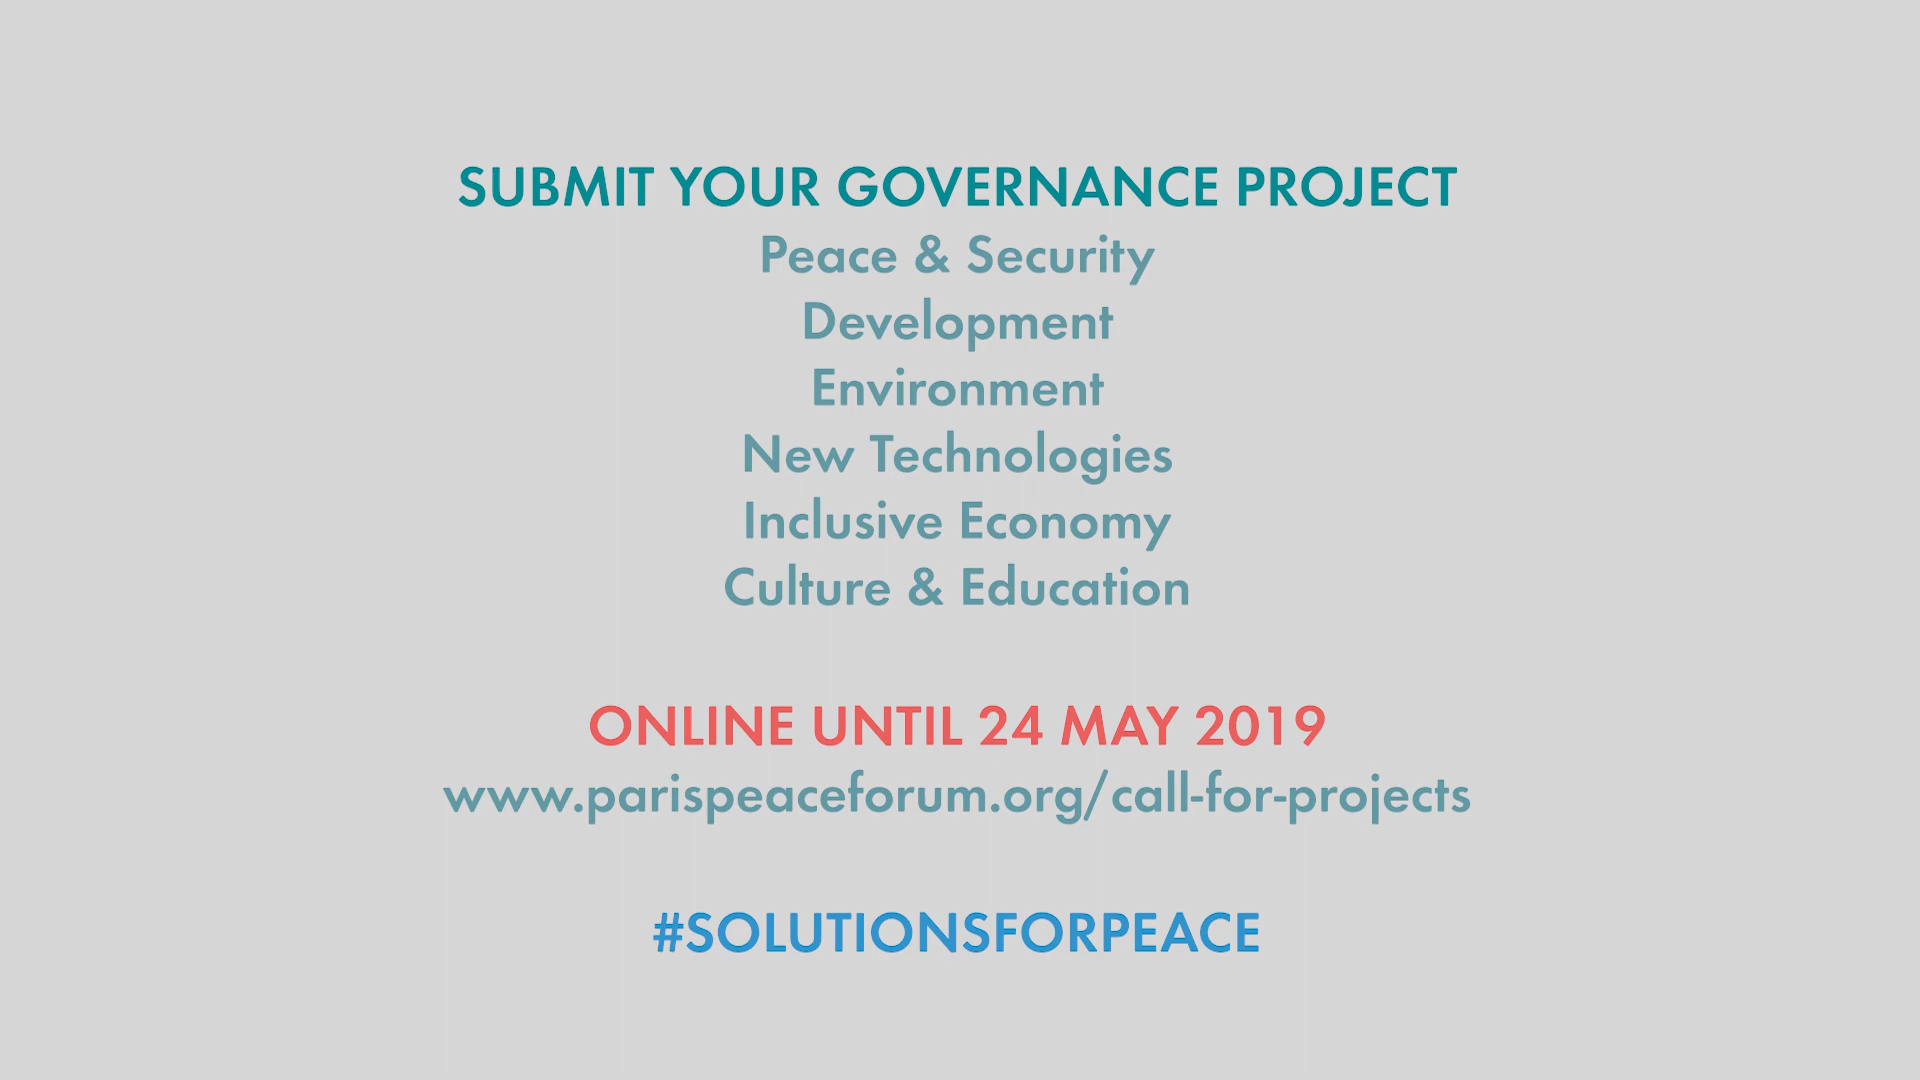 SUBMIT YOUR GOVERNANCE PROJECT
Peace & Security
Development
Environment
New Technologies
Inclusive Economy
Culture & Education
ONLINE UNTIL 24 MAY 2019
www.parispeaceforum.org/call-for-projects
#SOLUTIONSFORPEACE